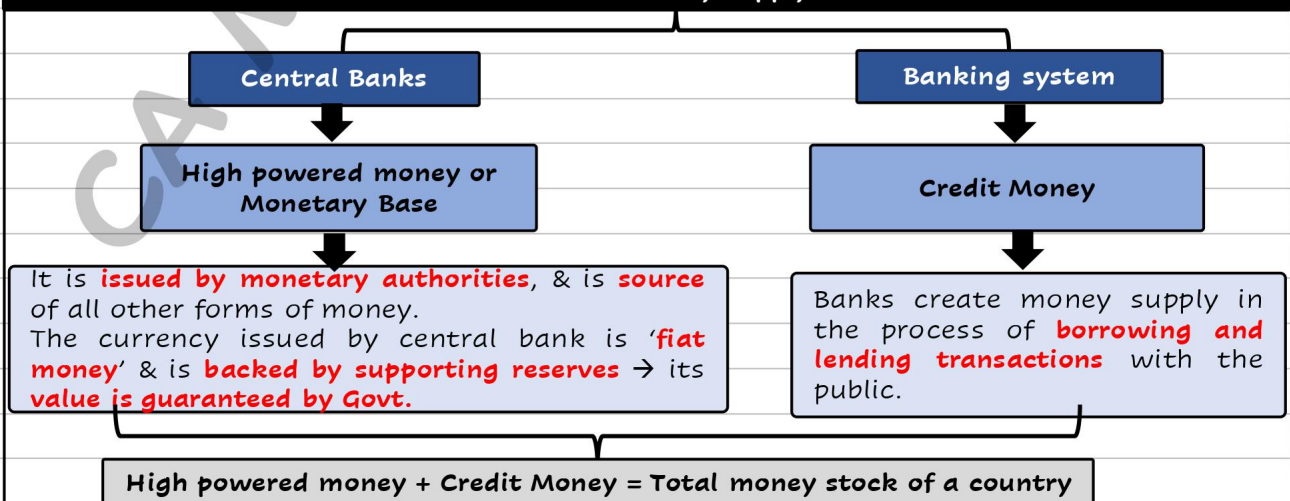 Central Banks
Banking system
High powered money or
Monetary Base
Credit Money
It is issued by monetary authorities, & is source
of all other forms of money.
The currency issued by central bank is ‘fiat
money’ & is backed by supporting reserves → its
value is guaranteed by Govt.
Banks create money supply in
the process of borrowing and
lending transactions with the
public.
High powered money + Credit Money = Total money stock of a country
CA